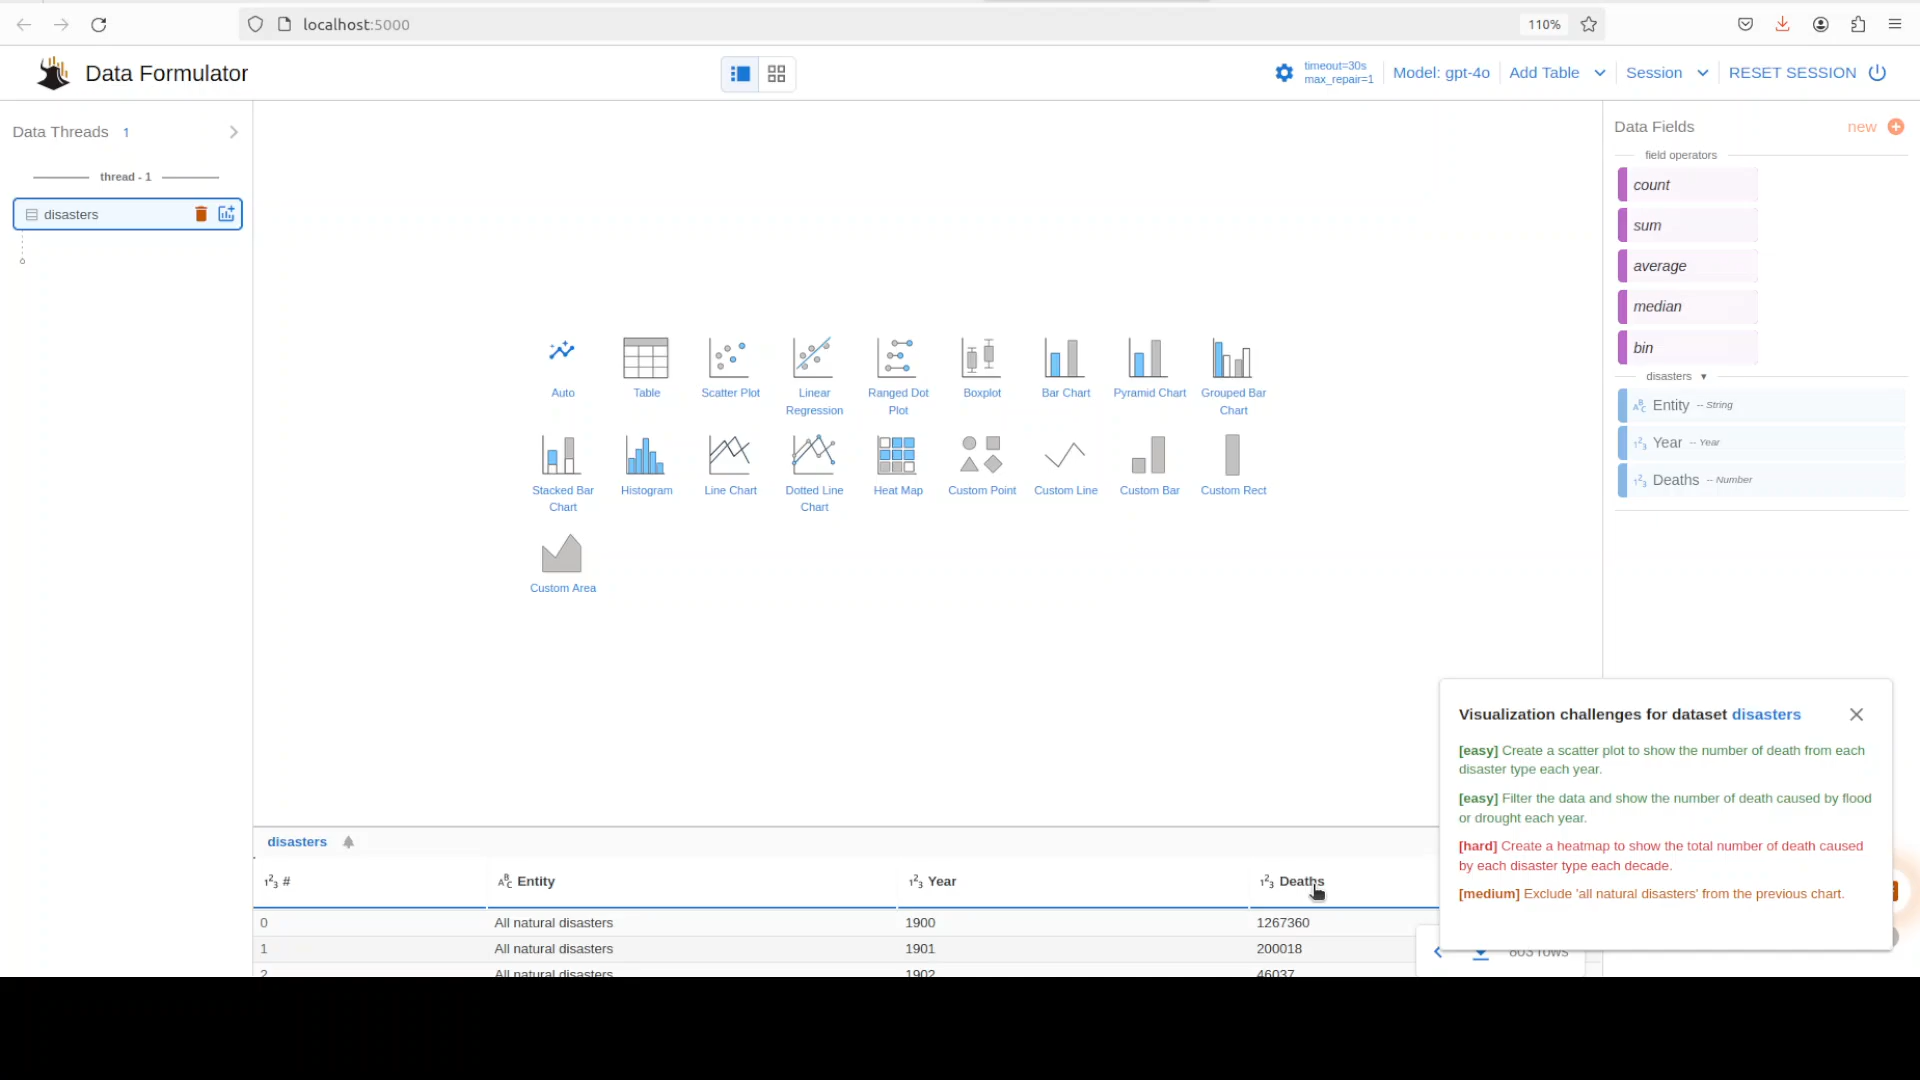 localhost:5000
110%
Data Formulator
timeout=30s
max_repair=1
Model: gpt-4o
Add Table
Session
RESET SESSION
Data Threads 1
thread - 1
disasters
Auto
Table
Scatter Plot
Linear Regression
Ranged Dot Plot
Boxplot
Bar Chart
Pyramid Chart
Grouped Bar Chart
Stacked Bar Chart
Histogram
Line Chart
Dotted Line Chart
Heat Map
Custom Point
Custom Line
Custom Bar
Custom Rect
Custom Area
Data Fields
new
field operators
count
sum
average
median
bin
disasters ▾
Entity -- String
Year -- Year
Deaths -- Number
Visualization challenges for dataset disasters
[easy] Create a scatter plot to show the number of death from each
disaster type each year.
[easy] Filter the data and show the number of death caused by flood
or drought each year.
[hard] Create a heatmap to show the total number of death caused
by each disaster type each decade.
[medium] Exclude 'all natural disasters' from the previous chart.
disasters
# Entity Year Deaths
0 All natural disasters 1900 1267360
1 All natural disasters 1901 200018
2 All natural disasters 1902 46037
803 rows